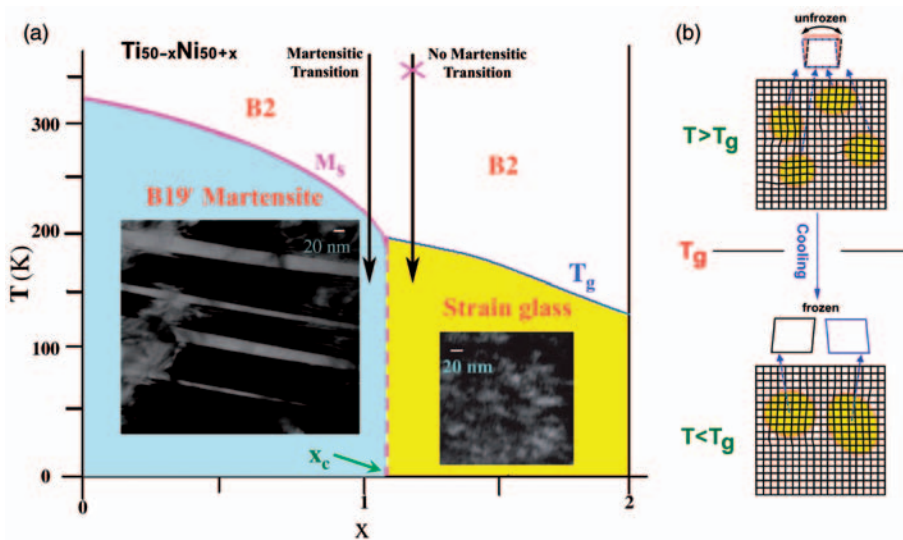 (a)
Ti50-xNi50+x
Martensitic
Transition
No Martensitic
Transition
B2
B2
Ms
B19' Martensite
20 nm
Tg
Strain glass
20 nm
xc
T(K)
300
200
100
0
0
1
2
X
(b)
unfrozen
T>Tg
Tg
Cooling
frozen
T<Tg